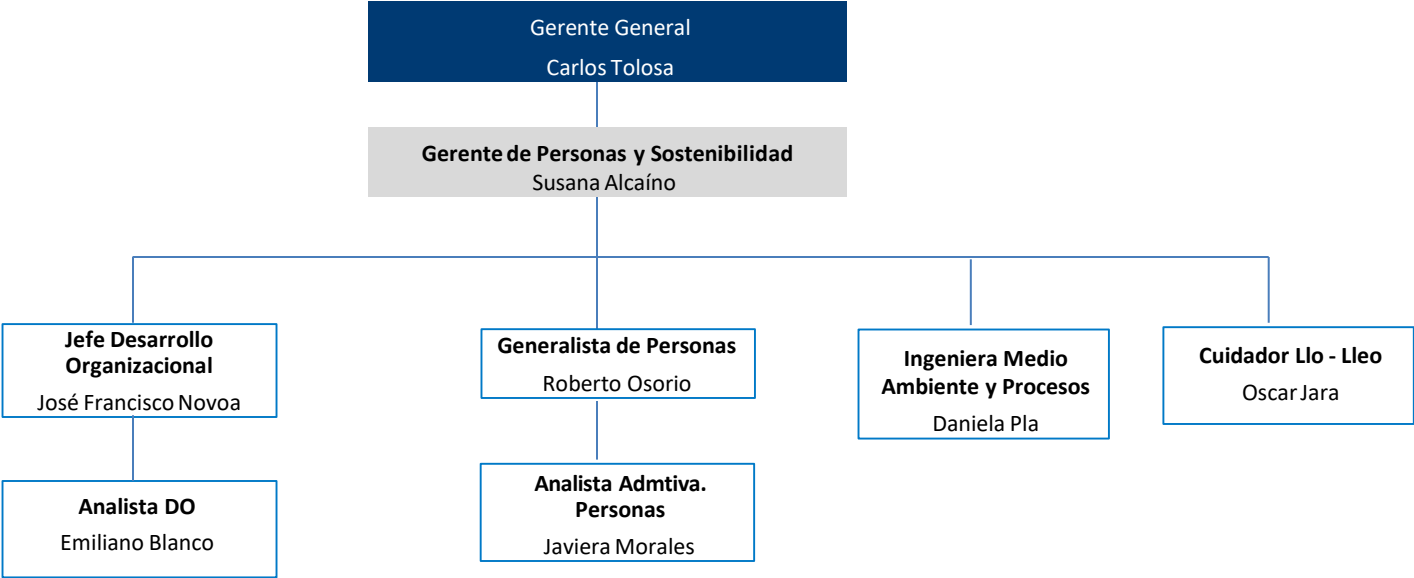 Gerente General
Carlos Tolosa
Gerente de Personas y Sostenibilidad
Susana Alcaíno
Jefe Desarrollo
Organizacional
José Francisco Novoa
Generalista de Personas
Roberto Osorio
Ingeniera Medio
Ambiente y Procesos
Daniela Pla
Cuidador Llo - Lleo
Oscar Jara
Analista DO
Emiliano Blanco
Analista Admtiva.
Personas
Javiera Morales